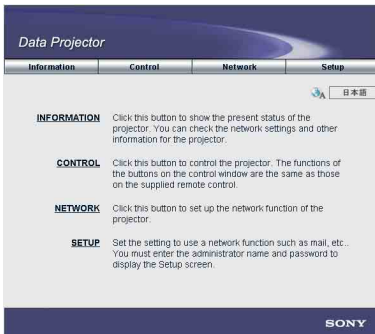 Data Projector
Information Control Network Setup
A 日本語
INFORMATION Click this button to show the present status of the
projector. You can check the network settings and other
information for the projector.
CONTROL Click this button to control the projector. The functions of
the buttons on the control window are the same as those
on the supplied remote control.
NETWORK Click this button to set up the network function of the
projector.
SETUP Set the setting to use a network function such as mail, etc..
You must enter the administrator name and password to
display the Setup screen.
SONY